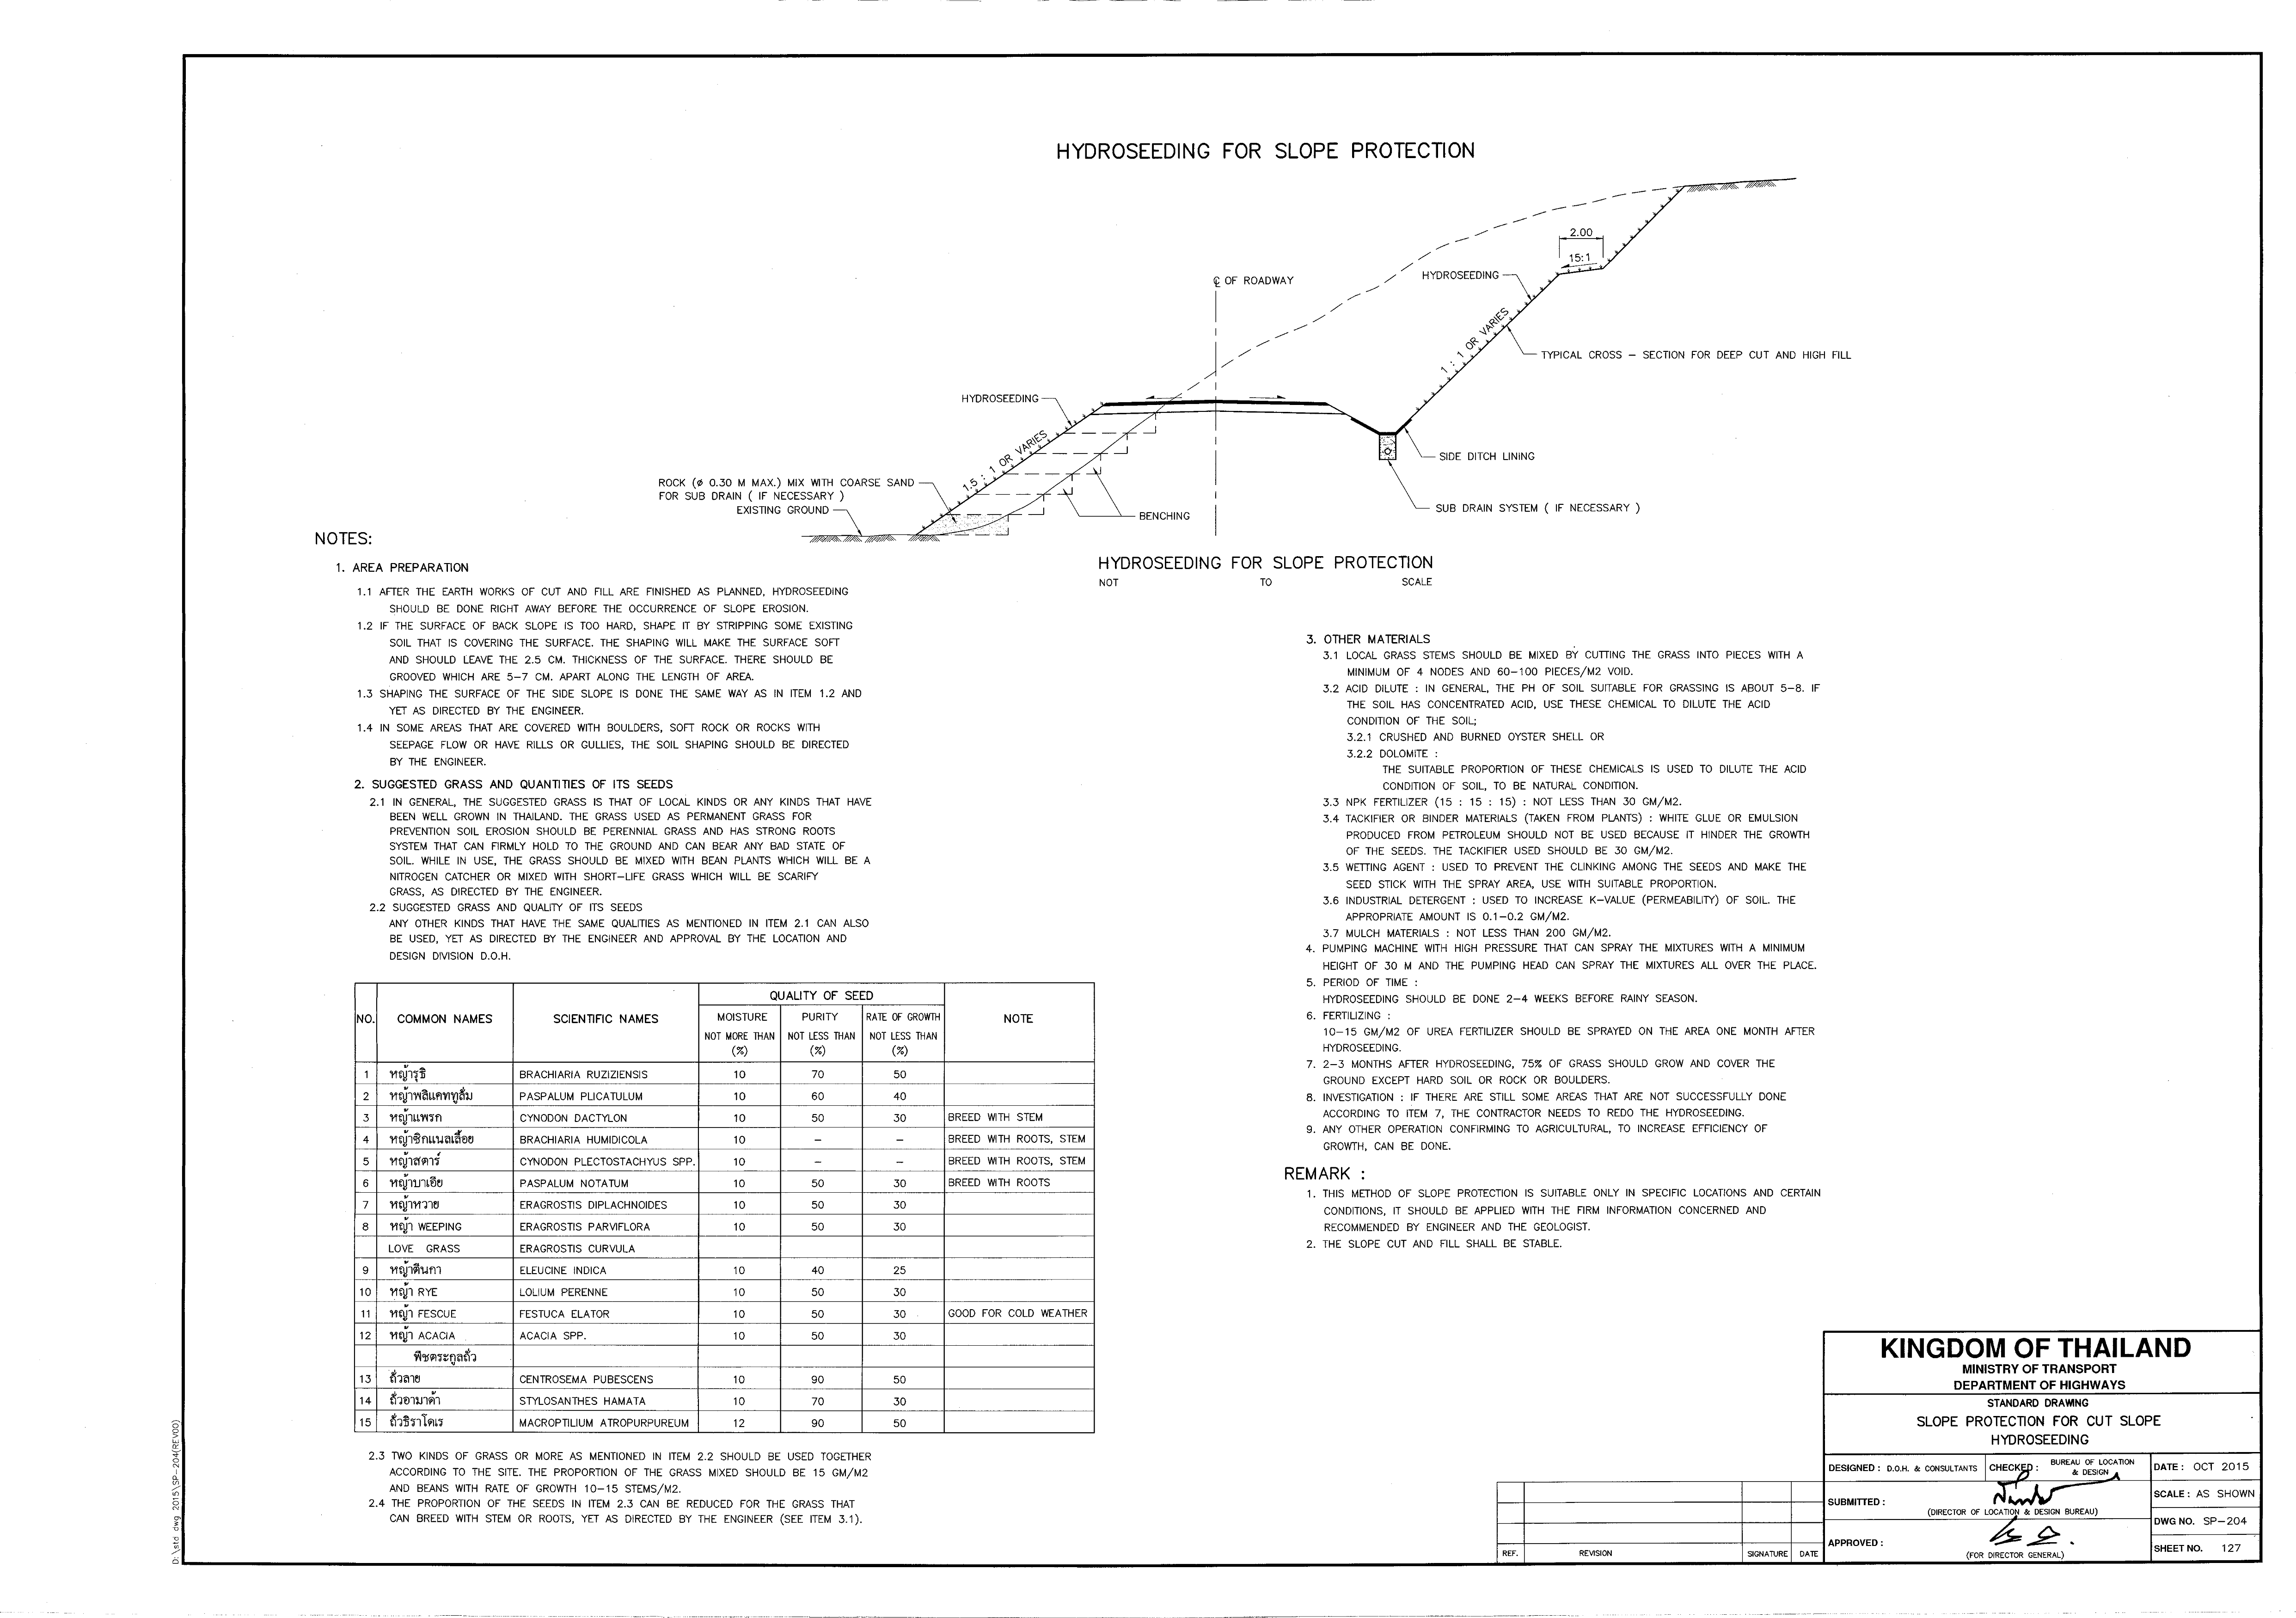 HYDROSEEDING FOR SLOPE PROTECTION
2.00
15:1
HYDROSEEDING
℄ OF ROADWAY
1 : 1 OR VARIES
TYPICAL CROSS – SECTION FOR DEEP CUT AND HIGH FILL
HYDROSEEDING
1.5 : 1 OR VARIES
SIDE DITCH LINING
ROCK (ø 0.30 M MAX.) MIX WITH COARSE SAND
FOR SUB DRAIN ( IF NECESSARY )
EXISTING GROUND
BENCHING
SUB DRAIN SYSTEM ( IF NECESSARY )
HYDROSEEDING FOR SLOPE PROTECTION
NOT TO SCALE
NOTES:
1. AREA PREPARATION
1.1 AFTER THE EARTH WORKS OF CUT AND FILL ARE FINISHED AS PLANNED, HYDROSEEDING
SHOULD BE DONE RIGHT AWAY BEFORE THE OCCURRENCE OF SLOPE EROSION.
1.2 IF THE SURFACE OF BACK SLOPE IS TOO HARD, SHAPE IT BY STRIPPING SOME EXISTING
SOIL THAT IS COVERING THE SURFACE. THE SHAPING WILL MAKE THE SURFACE SOFT
AND SHOULD LEAVE THE 2.5 CM. THICKNESS OF THE SURFACE. THERE SHOULD BE
GROOVED WHICH ARE 5–7 CM. APART ALONG THE LENGTH OF AREA.
1.3 SHAPING THE SURFACE OF THE SIDE SLOPE IS DONE THE SAME WAY AS IN ITEM 1.2 AND
YET AS DIRECTED BY THE ENGINEER.
1.4 IN SOME AREAS THAT ARE COVERED WITH BOULDERS, SOFT ROCK OR ROCKS WITH
SEEPAGE FLOW OR HAVE RILLS OR GULLIES, THE SOIL SHAPING SHOULD BE DIRECTED
BY THE ENGINEER.
2. SUGGESTED GRASS AND QUANTITIES OF ITS SEEDS
2.1 IN GENERAL, THE SUGGESTED GRASS IS THAT OF LOCAL KINDS OR ANY KINDS THAT HAVE
BEEN WELL GROWN IN THAILAND. THE GRASS USED AS PERMANENT GRASS FOR
PREVENTION SOIL EROSION SHOULD BE PERENNIAL GRASS AND HAS STRONG ROOTS
SYSTEM THAT CAN FIRMLY HOLD TO THE GROUND AND CAN BEAR ANY BAD STATE OF
SOIL. WHILE IN USE, THE GRASS SHOULD BE MIXED WITH BEAN PLANTS WHICH WILL BE A
NITROGEN CATCHER OR MIXED WITH SHORT–LIFE GRASS WHICH WILL BE SCARIFY
GRASS, AS DIRECTED BY THE ENGINEER.
2.2 SUGGESTED GRASS AND QUALITY OF ITS SEEDS
ANY OTHER KINDS THAT HAVE THE SAME QUALITIES AS MENTIONED IN ITEM 2.1 CAN ALSO
BE USED, YET AS DIRECTED BY THE ENGINEER AND APPROVAL BY THE LOCATION AND
DESIGN DIVISION D.O.H.
NO. COMMON NAMES SCIENTIFIC NAMES QUALITY OF SEED NOTE
MOISTURE PURITY RATE OF GROWTH
NOT MORE THAN NOT LESS THAN NOT LESS THAN
(%) (%) (%)
1 หญ้ารูซี่ BRACHIARIA RUZIZIENSIS 10 70 50
2 หญ้าพลิแคททูลั่ม PASPALUM PLICATULUM 10 60 40
3 หญ้าแพรก CYNODON DACTYLON 10 50 30 BREED WITH STEM
4 หญ้าซิกแนลเลื้อย BRACHIARIA HUMIDICOLA 10 – – BREED WITH ROOTS, STEM
5 หญ้าสตาร์ CYNODON PLECTOSTACHYUS SPP. 10 – – BREED WITH ROOTS, STEM
6 หญ้าบาเฮีย PASPALUM NOTATUM 10 50 30 BREED WITH ROOTS
7 หญ้าหวาย ERAGROSTIS DIPLACHNOIDES 10 50 30
8 หญ้า WEEPING ERAGROSTIS PARVIFLORA 10 50 30
LOVE GRASS ERAGROSTIS CURVULA
9 หญ้าตีนกา ELEUCINE INDICA 10 40 25
10 หญ้า RYE LOLIUM PERENNE 10 50 30
11 หญ้า FESCUE FESTUCA ELATOR 10 50 30 GOOD FOR COLD WEATHER
12 หญ้า ACACIA ACACIA SPP. 10 50 30
พืชตระกูลถั่ว
13 ถั่วลาย CENTROSEMA PUBESCENS 10 90 50
14 ถั่วฮามาต้า STYLOSANTHES HAMATA 10 70 30
15 ถั่วซิราโตเร MACROPTILIUM ATROPURPUREUM 12 90 50
2.3 TWO KINDS OF GRASS OR MORE AS MENTIONED IN ITEM 2.2 SHOULD BE USED TOGETHER
ACCORDING TO THE SITE. THE PROPORTION OF THE GRASS MIXED SHOULD BE 15 GM/M2
AND BEANS WITH RATE OF GROWTH 10–15 STEMS/M2.
2.4 THE PROPORTION OF THE SEEDS IN ITEM 2.3 CAN BE REDUCED FOR THE GRASS THAT
CAN BREED WITH STEM OR ROOTS, YET AS DIRECTED BY THE ENGINEER (SEE ITEM 3.1).
3. OTHER MATERIALS
3.1 LOCAL GRASS STEMS SHOULD BE MIXED BY CUTTING THE GRASS INTO PIECES WITH A
MINIMUM OF 4 NODES AND 60–100 PIECES/M2 VOID.
3.2 ACID DILUTE : IN GENERAL, THE PH OF SOIL SUITABLE FOR GRASSING IS ABOUT 5–8. IF
THE SOIL HAS CONCENTRATED ACID, USE THESE CHEMICAL TO DILUTE THE ACID
CONDITION OF THE SOIL;
3.2.1 CRUSHED AND BURNED OYSTER SHELL OR
3.2.2 DOLOMITE :
THE SUITABLE PROPORTION OF THESE CHEMICALS IS USED TO DILUTE THE ACID
CONDITION OF SOIL, TO BE NATURAL CONDITION.
3.3 NPK FERTILIZER (15 : 15 : 15) : NOT LESS THAN 30 GM/M2.
3.4 TACKIFIER OR BINDER MATERIALS (TAKEN FROM PLANTS) : WHITE GLUE OR EMULSION
PRODUCED FROM PETROLEUM SHOULD NOT BE USED BECAUSE IT HINDER THE GROWTH
OF THE SEEDS. THE TACKIFIER USED SHOULD BE 30 GM/M2.
3.5 WETTING AGENT : USED TO PREVENT THE CLINKING AMONG THE SEEDS AND MAKE THE
SEED STICK WITH THE SPRAY AREA, USE WITH SUITABLE PROPORTION.
3.6 INDUSTRIAL DETERGENT : USED TO INCREASE K–VALUE (PERMEABILITY) OF SOIL. THE
APPROPRIATE AMOUNT IS 0.1–0.2 GM/M2.
3.7 MULCH MATERIALS : NOT LESS THAN 200 GM/M2.
4. PUMPING MACHINE WITH HIGH PRESSURE THAT CAN SPRAY THE MIXTURES WITH A MINIMUM
HEIGHT OF 30 M AND THE PUMPING HEAD CAN SPRAY THE MIXTURES ALL OVER THE PLACE.
5. PERIOD OF TIME :
HYDROSEEDING SHOULD BE DONE 2–4 WEEKS BEFORE RAINY SEASON.
6. FERTILIZING :
10–15 GM/M2 OF UREA FERTILIZER SHOULD BE SPRAYED ON THE AREA ONE MONTH AFTER
HYDROSEEDING.
7. 2–3 MONTHS AFTER HYDROSEEDING, 75% OF GRASS SHOULD GROW AND COVER THE
GROUND EXCEPT HARD SOIL OR ROCK OR BOULDERS.
8. INVESTIGATION : IF THERE ARE STILL SOME AREAS THAT ARE NOT SUCCESSFULLY DONE
ACCORDING TO ITEM 7, THE CONTRACTOR NEEDS TO REDO THE HYDROSEEDING.
9. ANY OTHER OPERATION CONFIRMING TO AGRICULTURAL, TO INCREASE EFFICIENCY OF
GROWTH, CAN BE DONE.
REMARK :
1. THIS METHOD OF SLOPE PROTECTION IS SUITABLE ONLY IN SPECIFIC LOCATIONS AND CERTAIN
CONDITIONS, IT SHOULD BE APPLIED WITH THE FIRM INFORMATION CONCERNED AND
RECOMMENDED BY ENGINEER AND THE GEOLOGIST.
2. THE SLOPE CUT AND FILL SHALL BE STABLE.
KINGDOM OF THAILAND
MINISTRY OF TRANSPORT
DEPARTMENT OF HIGHWAYS
STANDARD DRAWING
SLOPE PROTECTION FOR CUT SLOPE
HYDROSEEDING
DESIGNED : D.O.H. & CONSULTANTS CHECKED : BUREAU OF LOCATION & DESIGN DATE : OCT 2015
SUBMITTED : (DIRECTOR OF LOCATION & DESIGN BUREAU) SCALE : AS SHOWN
DWG NO. SP–204
APPROVED : (FOR DIRECTOR GENERAL) SHEET NO. 127
REF. REVISION SIGNATURE DATE
D:\std dwg 2015\SP–204(REV00)